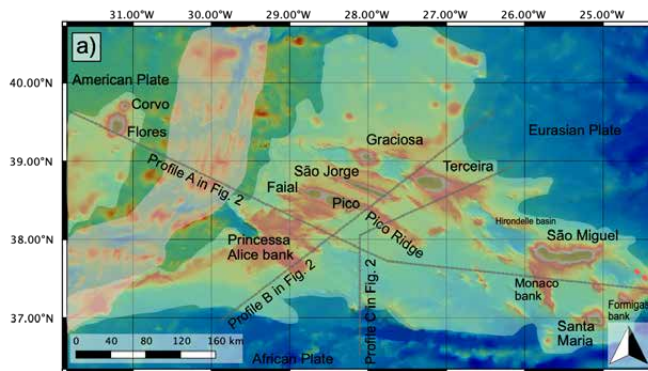 31.00°W 30.00°W 29.00°W 28.00°W 27.00°W 26.00°W 25.00°W
a)
40.00°N
American Plate
Corvo
Flores
Graciosa
Eurasian Plate
39.00°N
Profile A in Fig. 2
São Jorge
Terceira
Faial
Pico
Pico Ridge
Hirondelle basin
São Miguel
38.00°N
Princessa
Alice bank
Profile B in Fig. 2
Profile C in Fig. 2
Monaco
bank
Formigas
bank
37.00°N
Santa
Maria
0 40 80 120 160 km
African Plate